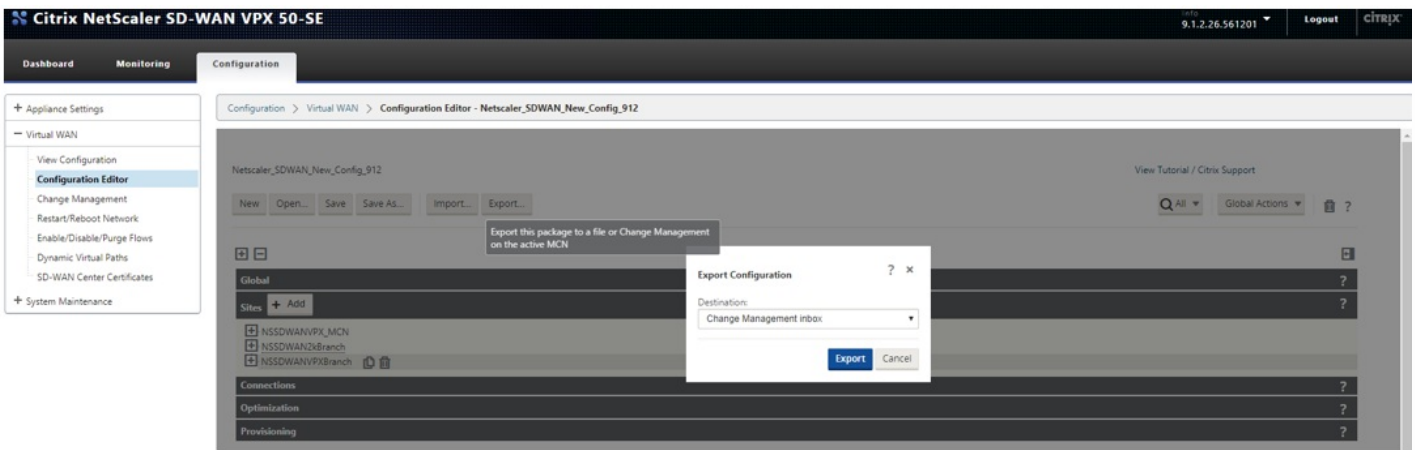 Citrix NetScaler SD-WAN VPX 50-SE
Info
9.1.2.26.561201
Logout
CITRIX
Dashboard Monitoring Configuration
+ Appliance Settings
− Virtual WAN
View Configuration
Configuration Editor
Change Management
Restart/Reboot Network
Enable/Disable/Purge Flows
Dynamic Virtual Paths
SD-WAN Center Certificates
+ System Maintenance
Configuration > Virtual WAN > Configuration Editor - Netscaler_SDWAN_New_Config_912
Netscaler_SDWAN_New_Config_912
View Tutorial / Citrix Support
New Open... Save Save As... Import... Export...
All Global Actions ?
Export this package to a file or Change Management
on the active MCN
Global ?
Sites + Add ?
NSSDWANVPX_MCN
NSSDWAN2kBranch
NSSDWANVPXBranch
Connections ?
Optimization ?
Provisioning ?
Export Configuration ? ×
Destination:
Change Management inbox
Export Cancel